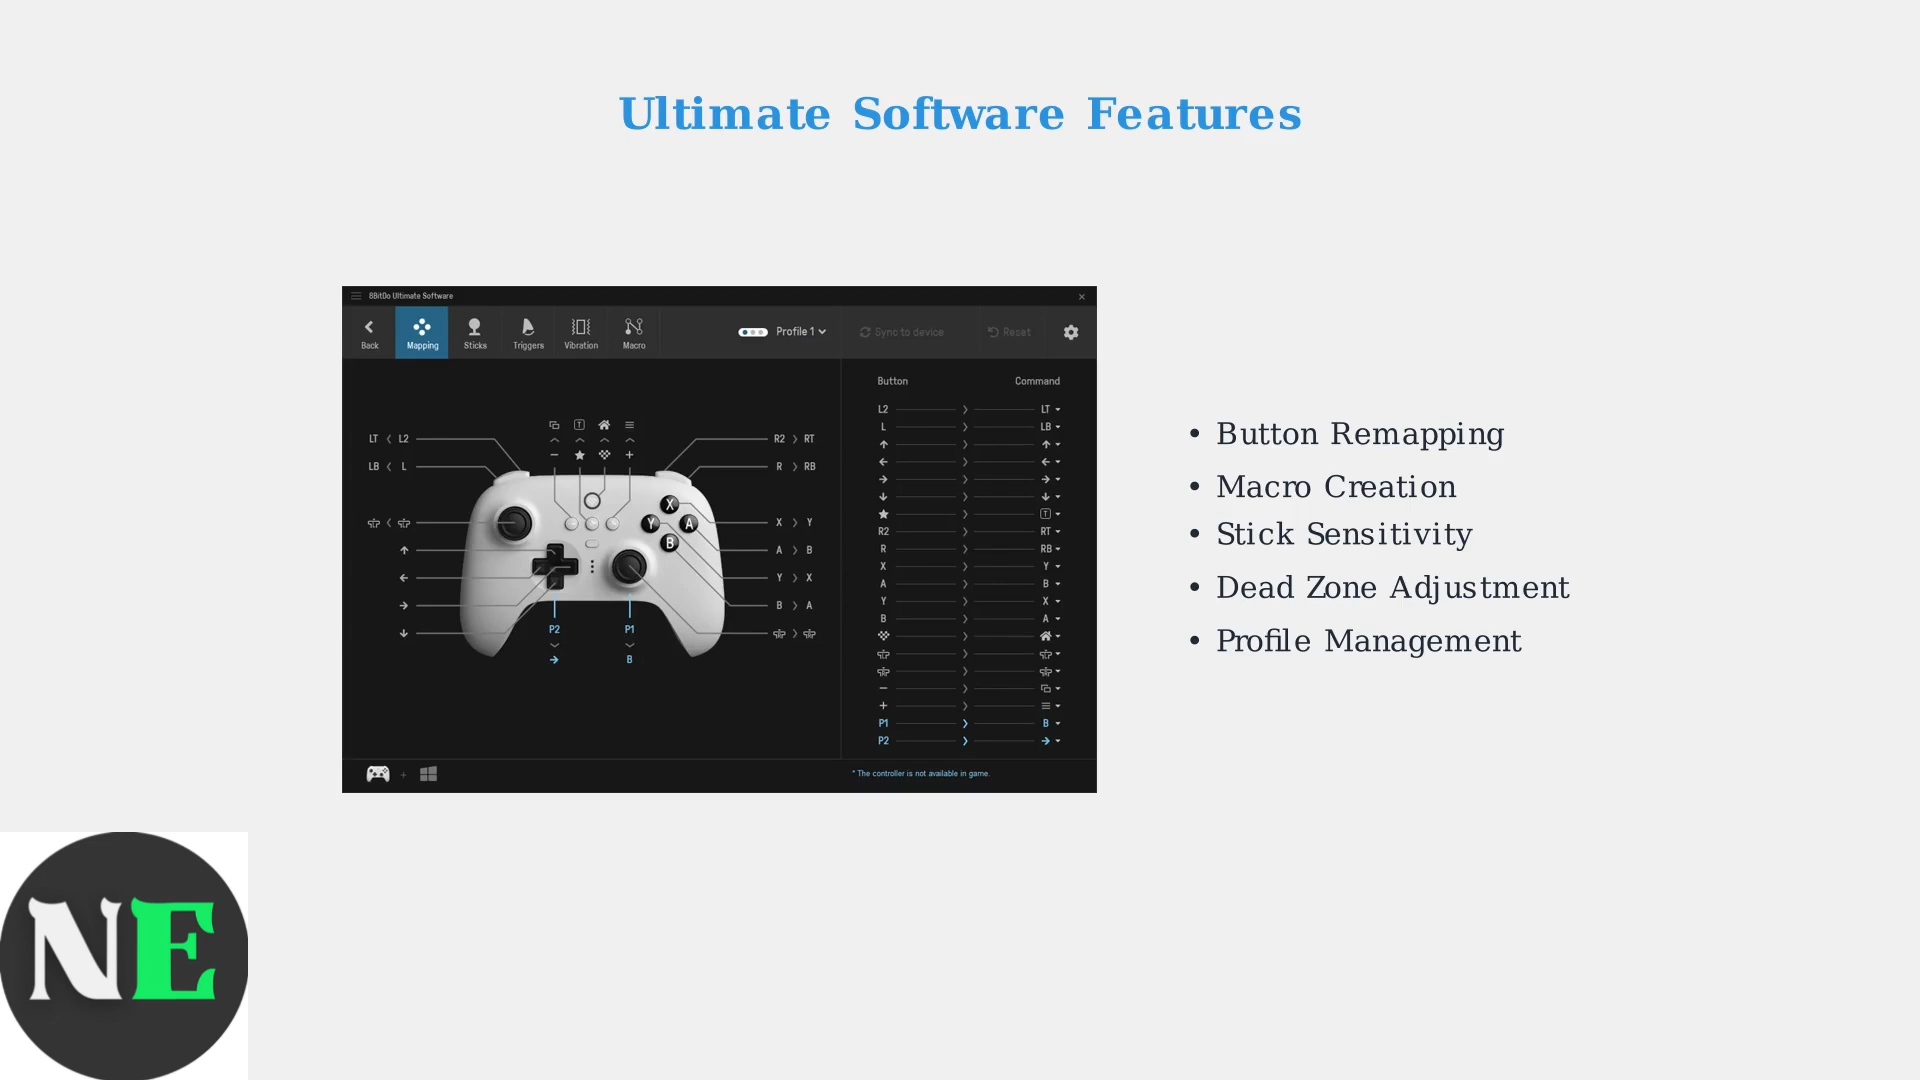 Ultimate Software Features
8BitDo Ultimate Software
Back
Mapping
Sticks
Triggers
Vibration
Macro
Profile 1
Sync to device
Reset
Button Command
LT L2
LB L
R2 RT
R RB
X Y
A B
Y X
B A
X
Y A
B
P2 P1
B
L2 LT
L LB
R2 RT
R RB
X Y
A B
Y X
B A
P1 B
P2
* The controller is not available in game.
• Button Remapping
• Macro Creation
• Stick Sensitivity
• Dead Zone Adjustment
• Profile Management
NE